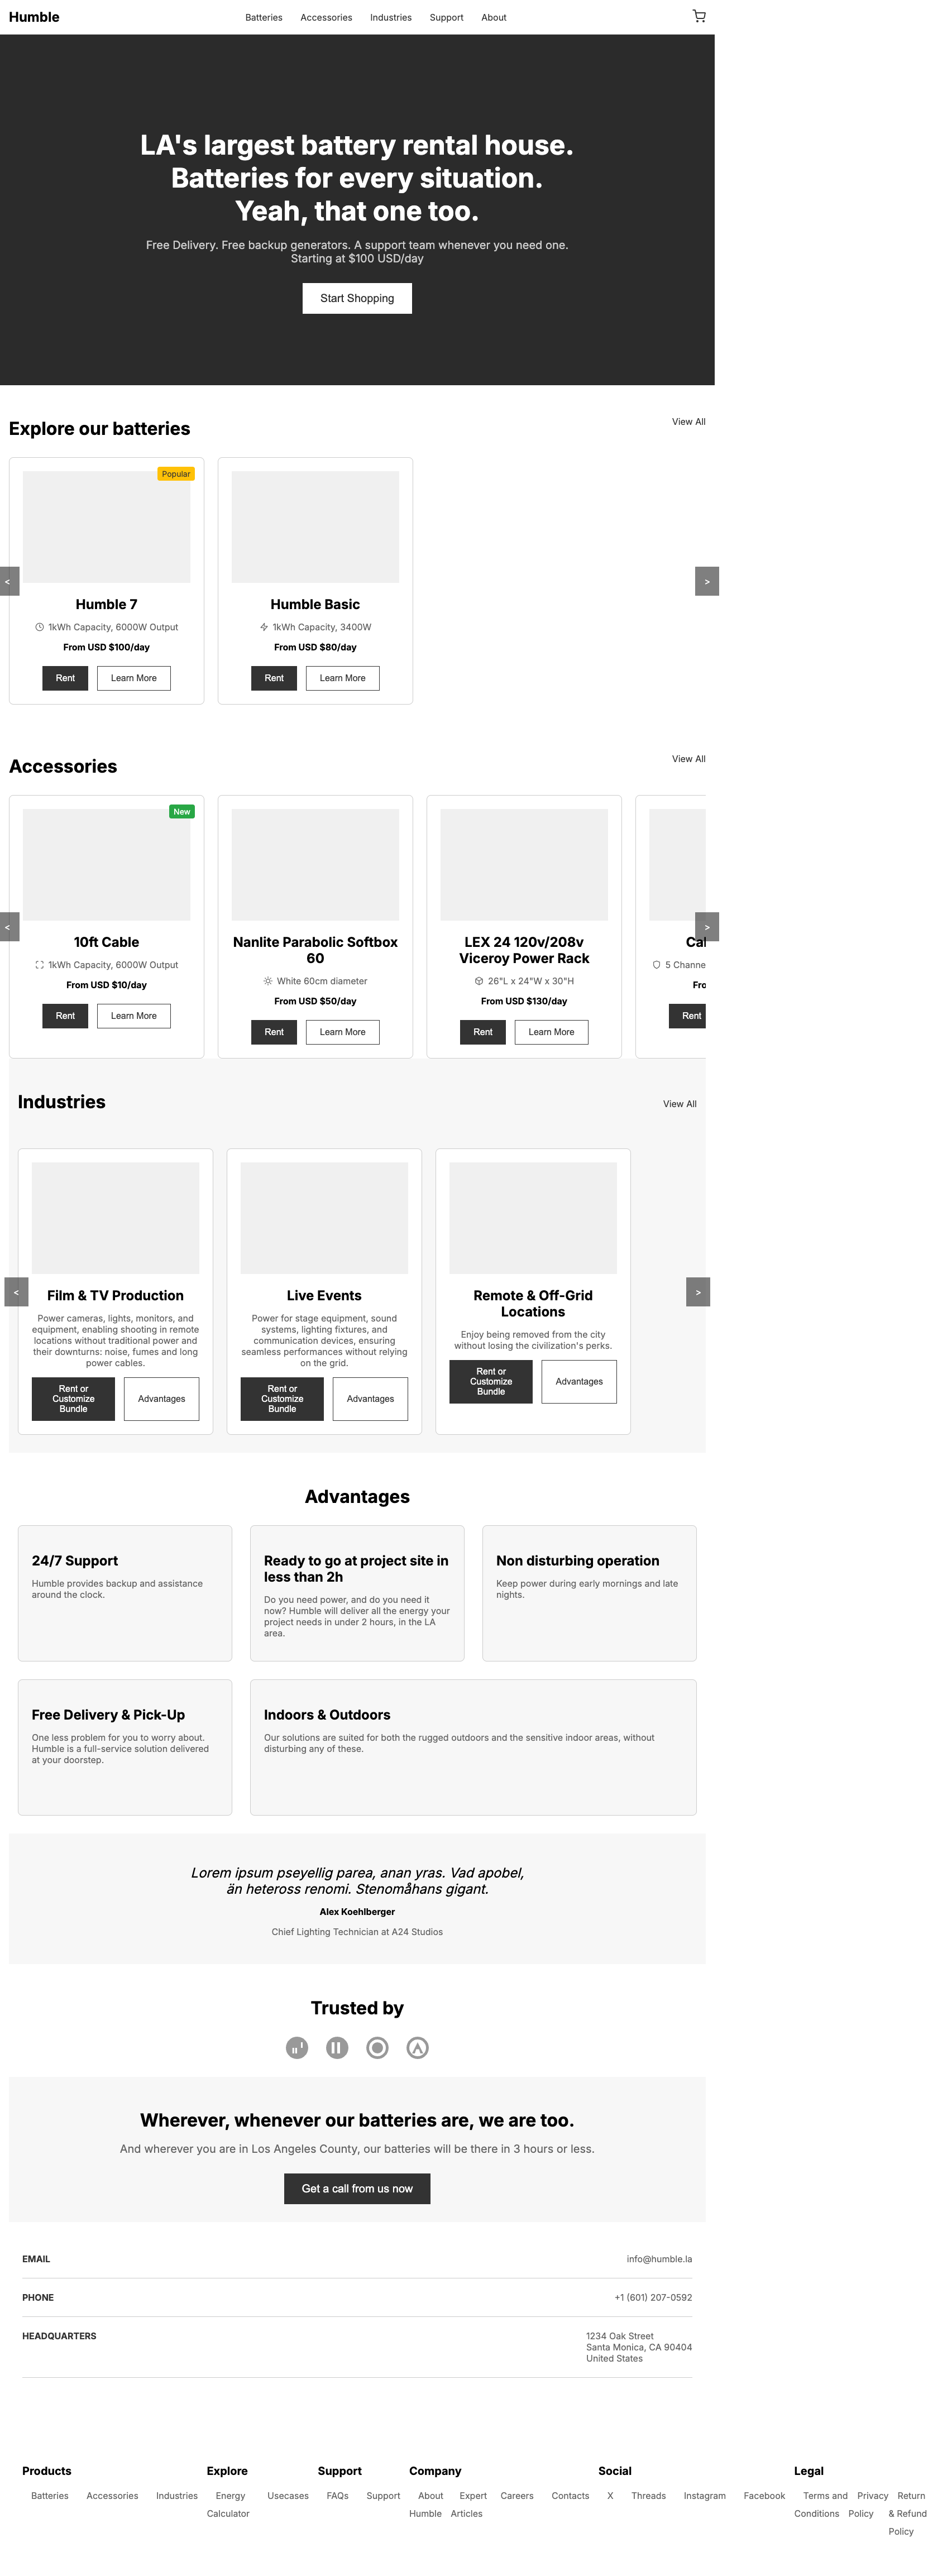 Humble
Batteries Accessories Industries Support About
LA's largest battery rental house.
Batteries for every situation.
Yeah, that one too.
Free Delivery. Free backup generators. A support team whenever you need one.
Starting at $100 USD/day
Start Shopping
Explore our batteries
View All
Popular
<
>
Humble 7
1kWh Capacity, 6000W Output
From USD $100/day
Rent
Learn More
Humble Basic
1kWh Capacity, 3400W
From USD $80/day
Rent
Learn More
Accessories
View All
New
<
>
10ft Cable
1kWh Capacity, 6000W Output
From USD $10/day
Rent
Learn More
Nanlite Parabolic Softbox
60
White 60cm diameter
From USD $50/day
Rent
Learn More
LEX 24 120v/208v
Viceroy Power Rack
26"L x 24"W x 30"H
From USD $130/day
Rent
Learn More
5 Channe
Fro
Rent
Industries
View All
<
>
Film & TV Production
Power cameras, lights, monitors, and
equipment, enabling shooting in remote
locations without traditional power and
their downturns: noise, fumes and long
power cables.
Rent or
Customize
Bundle
Advantages
Live Events
Power for stage equipment, sound
systems, lighting fixtures, and
communication devices, ensuring
seamless performances without relying
on the grid.
Rent or
Customize
Bundle
Advantages
Remote & Off-Grid
Locations
Enjoy being removed from the city
without losing the civilization's perks.
Rent or
Customize
Bundle
Advantages
Advantages
24/7 Support
Humble provides backup and assistance
around the clock.
Ready to go at project site in
less than 2h
Do you need power, and do you need it
now? Humble will deliver all the energy your
project needs in under 2 hours, in the LA
area.
Non disturbing operation
Keep power during early mornings and late
nights.
Free Delivery & Pick-Up
One less problem for you to worry about.
Humble is a full-service solution delivered
at your doorstep.
Indoors & Outdoors
Our solutions are suited for both the rugged outdoors and the sensitive indoor areas, without
disturbing any of these.
Lorem ipsum pseyellig parea, anan yras. Vad apobel,
än heteross renomi. Stenomåhans gigant.
Alex Koehlberger
Chief Lighting Technician at A24 Studios
Trusted by
Wherever, whenever our batteries are, we are too.
And wherever you are in Los Angeles County, our batteries will be there in 3 hours or less.
Get a call from us now
EMAIL
info@humble.la
PHONE
+1 (601) 207-0592
HEADQUARTERS
1234 Oak Street
Santa Monica, CA 90404
United States
Products
Batteries Accessories Industries
Explore
Energy
Calculator
Usecases
Support
FAQs Support
Company
About
Humble
Expert
Articles
Careers Contacts
Social
X Threads Instagram Facebook
Legal
Terms and
Conditions
Privacy
Policy
Return
& Refund
Policy